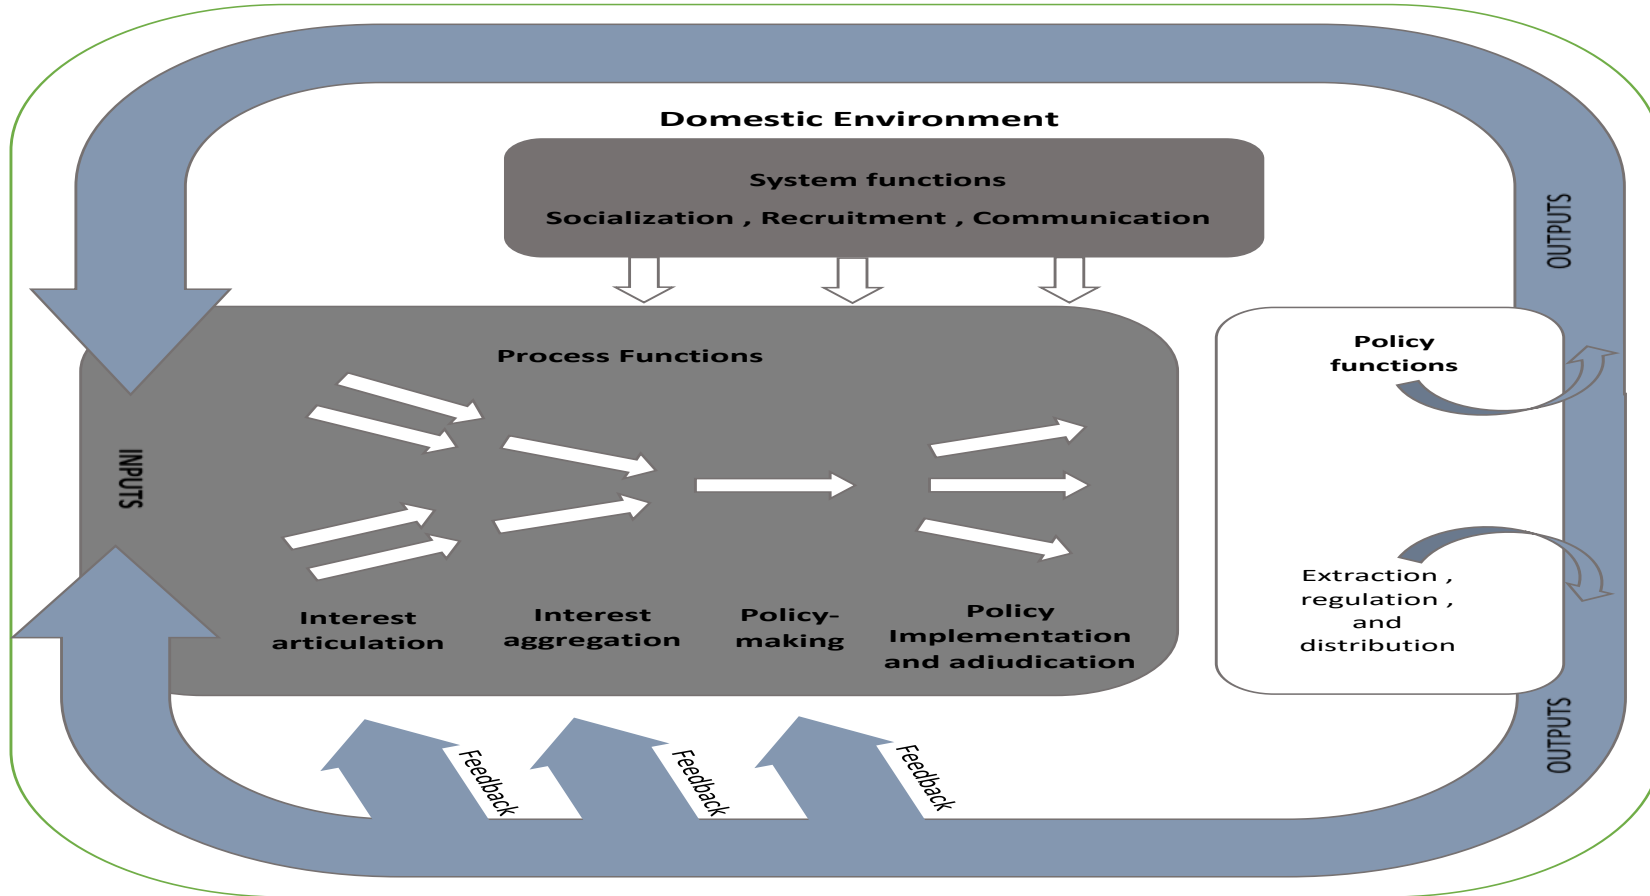 Domestic Environment
System functions
Socialization , Recruitment , Communication
OUTPUTS
Process Functions
Policy
functions
INPUTS
Extraction ,
regulation ,
and
distribution
Interest
articulation
Interest
aggregation
Policy-
making
Policy
Implementation
and adjudication
OUTPUTS
Feedback
Feedback
Feedback